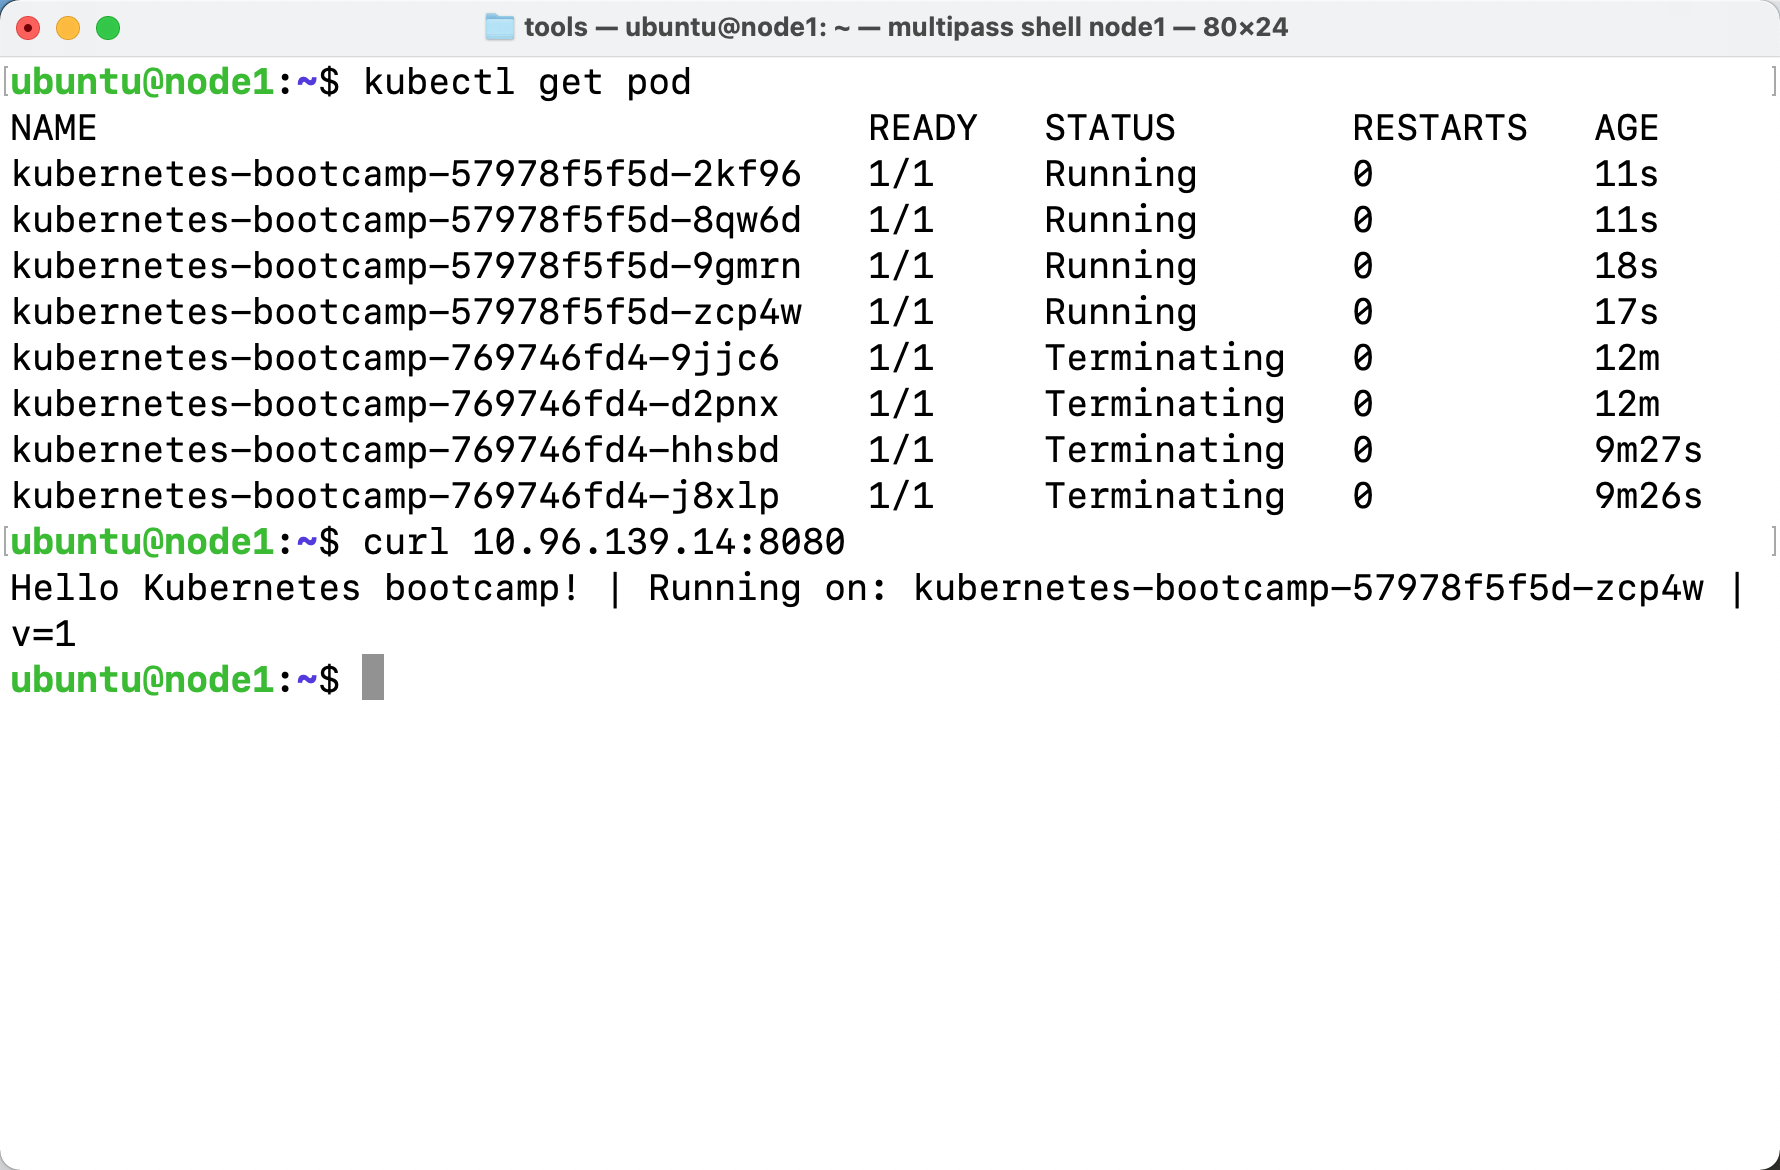 tools — ubuntu@node1: ~ — multipass shell node1 — 80×24
ubuntu@node1:~$ kubectl get pod
NAME READY STATUS RESTARTS AGE
kubernetes-bootcamp-57978f5f5d-2kf96 1/1 Running 0 11s
kubernetes-bootcamp-57978f5f5d-8qw6d 1/1 Running 0 11s
kubernetes-bootcamp-57978f5f5d-9gmrn 1/1 Running 0 18s
kubernetes-bootcamp-57978f5f5d-zcp4w 1/1 Running 0 17s
kubernetes-bootcamp-769746fd4-9jjc6 1/1 Terminating 0 12m
kubernetes-bootcamp-769746fd4-d2pnx 1/1 Terminating 0 12m
kubernetes-bootcamp-769746fd4-hhsbd 1/1 Terminating 0 9m27s
kubernetes-bootcamp-769746fd4-j8xlp 1/1 Terminating 0 9m26s
ubuntu@node1:~$ curl 10.96.139.14:8080
Hello Kubernetes bootcamp! | Running on: kubernetes-bootcamp-57978f5f5d-zcp4w |
v=1
ubuntu@node1:~$